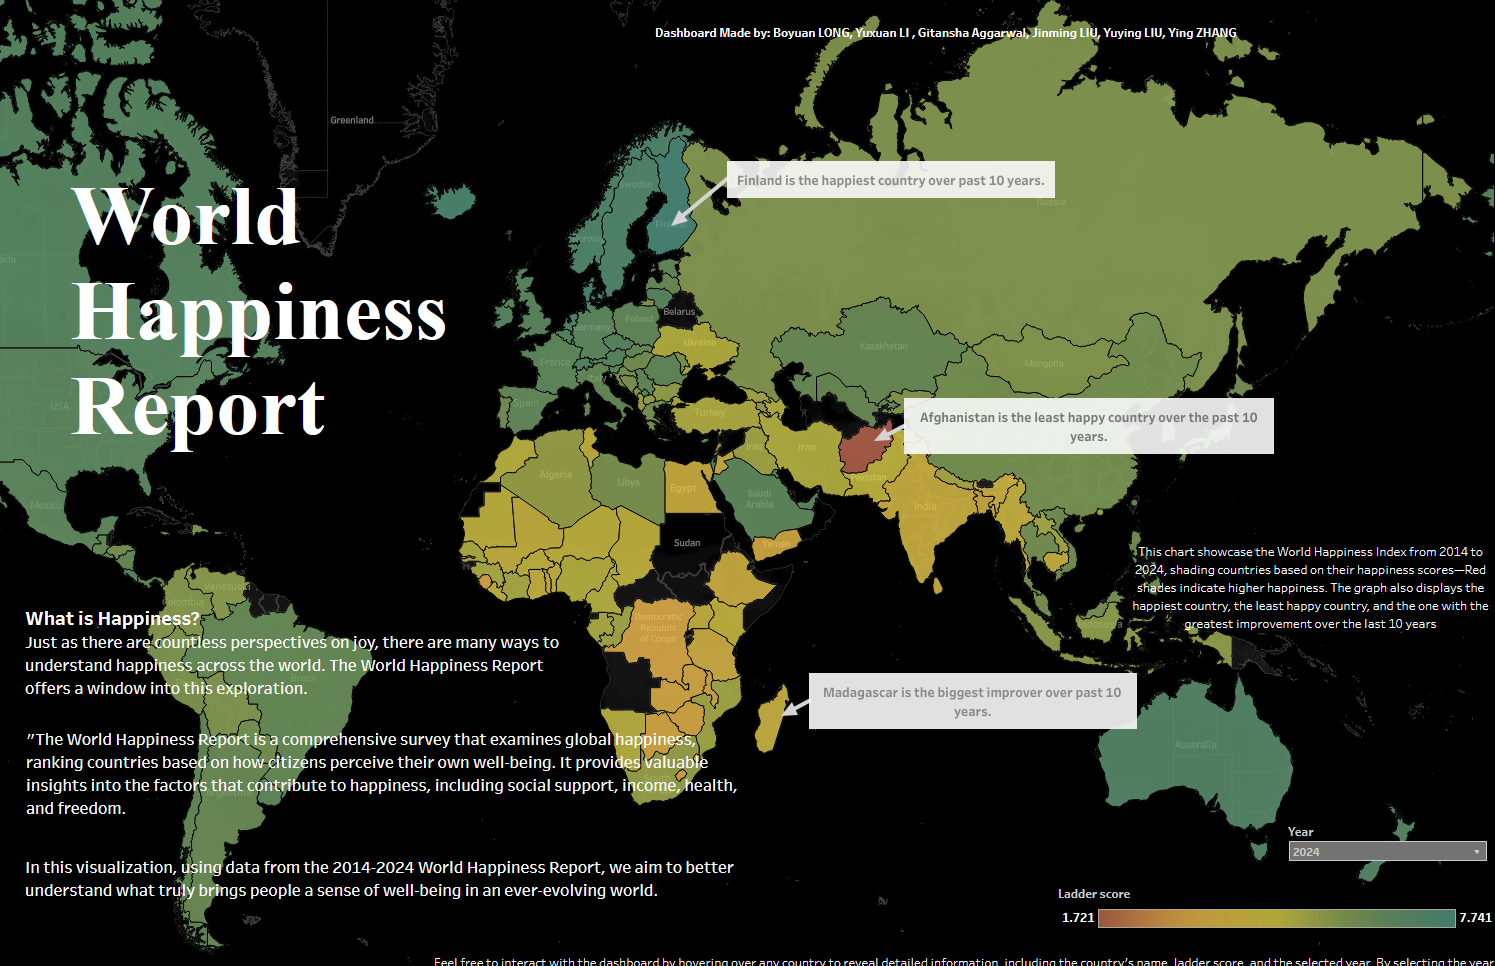 Dashboard Made by: Boyuan LONG, Yuxuan LI , Gitansha Aggarwal, Jinming LIU, Yuying LIU, Ying ZHANG
Greenland
World
Happiness
Report
Finland is the happiest country over past 10 years.
Sweden
Russia
USA
Mexico
Belarus
Poland
Germany
Ukraine
France
Spain
Kazakhstan
Mongolia
Turkey
Afghanistan is the least happy country over the past 10
years.
Iraq
Iran
Pakistan
Algeria
Libya
Egypt
Saudi
Arabia
India
Sudan
Yemen
This chart showcase the World Happiness Index from 2014 to
2024, shading countries based on their happiness scores—Red
shades indicate higher happiness. The graph also displays the
happiest country, the least happy country, and the one with the
greatest improvement over the last 10 years
Venezuela
Colombia
Democratic
Republic
of Congo
Indonesia
What is Happiness?
Just as there are countless perspectives on joy, there are many ways to
understand happiness across the world. The World Happiness Report
offers a window into this exploration.
Brazil
Madagascar is the biggest improver over past 10
years.
Australia
"The World Happiness Report is a comprehensive survey that examines global happiness,
ranking countries based on how citizens perceive their own well-being. It provides valuable
insights into the factors that contribute to happiness, including social support, income, health,
and freedom.
South
Argentina
In this visualization, using data from the 2014-2024 World Happiness Report, we aim to better
understand what truly brings people a sense of well-being in an ever-evolving world.
Year
2024
Ladder score
1.721
7.741
Feel free to interact with the dashboard by hovering over any country to reveal detailed information, including the country's name, ladder score, and the selected year. By selecting the year